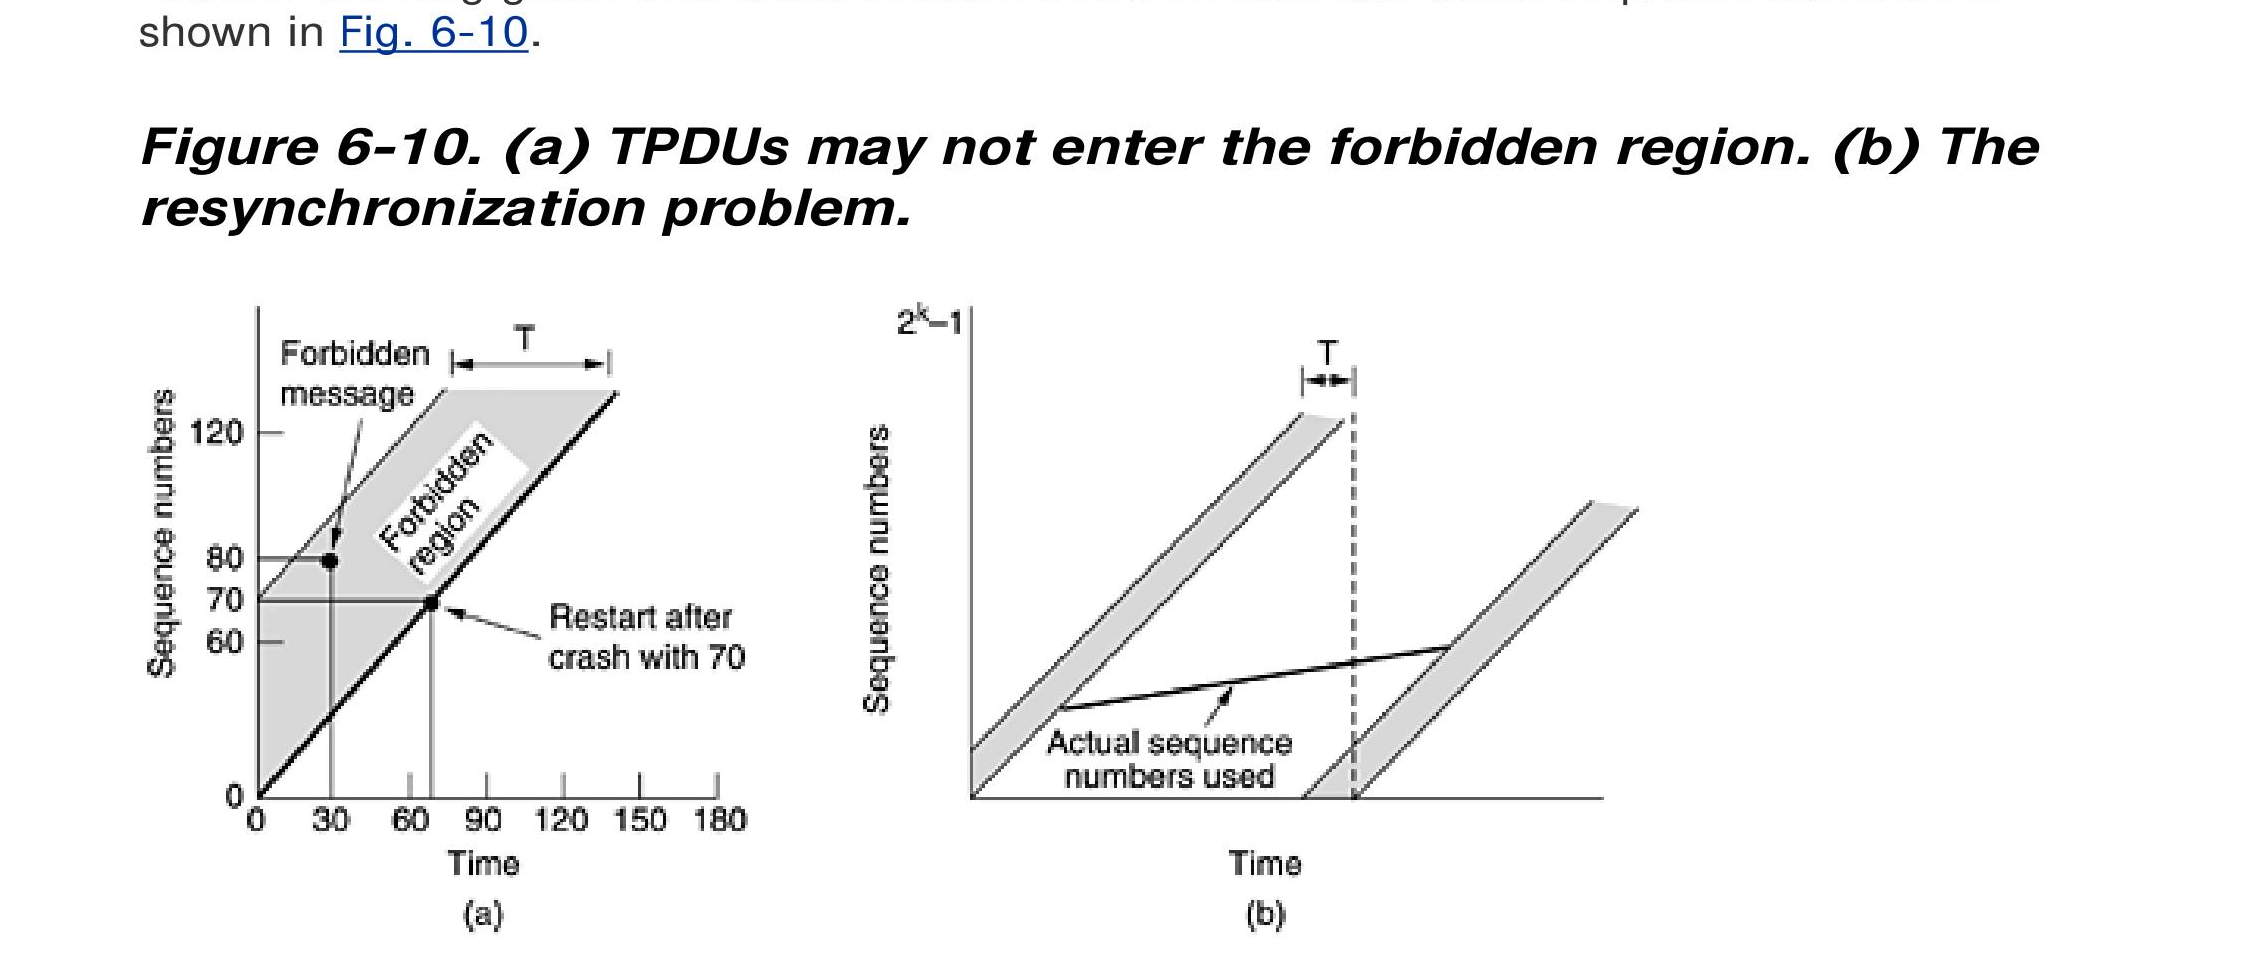 shown in Fig. 6-10.
Figure 6-10. (a) TPDUs may not enter the forbidden region. (b) The
resynchronization problem.
T
Forbidden
message
Sequence numbers
120
80
70
60
0
Forbidden
region
Restart after
crash with 70
0 30 60 90 120 150 180
Time
(a)
2ᵏ–1
T
Sequence numbers
Actual sequence
numbers used
Time
(b)